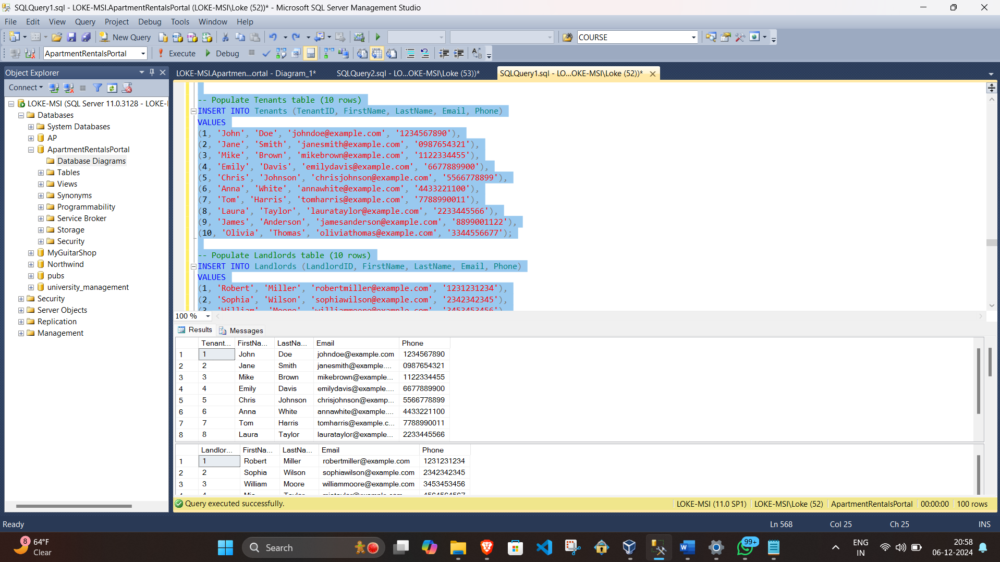 SQLQuery1.sql - LOKE-MSI.ApartmentRentalsPortal (LOKE-MSI\Loke (52))* - Microsoft SQL Server Management Studio
File Edit View Query Project Debug Tools Window Help
New Query COURSE
ApartmentRentalsPortal Execute Debug
Object Explorer
LOKE-MSI.Apartmen...ortal - Diagram_1* SQLQuery2.sql - LO...OKE-MSI\Loke (53))* SQLQuery1.sql - LO...OKE-MSI\Loke (52))*
Connect
LOKE-MSI (SQL Server 11.0.3128 - LOKE-
Databases
System Databases
AP
ApartmentRentalsPortal
Database Diagrams
Tables
Views
Synonyms
Programmability
Service Broker
Storage
Security
MyGuitarShop
Northwind
pubs
university_management
Security
Server Objects
Replication
Management
-- Populate Tenants table (10 rows)
INSERT INTO Tenants (TenantID, FirstName, LastName, Email, Phone)
VALUES
(1, 'John', 'Doe', 'johndoe@example.com', '1234567890'),
(2, 'Jane', 'Smith', 'janesmith@example.com', '0987654321'),
(3, 'Mike', 'Brown', 'mikebrown@example.com', '1122334455'),
(4, 'Emily', 'Davis', 'emilydavis@example.com', '6677889900'),
(5, 'Chris', 'Johnson', 'chrisjohnson@example.com', '5566778899'),
(6, 'Anna', 'White', 'annawhite@example.com', '4433221100'),
(7, 'Tom', 'Harris', 'tomharris@example.com', '7788990011'),
(8, 'Laura', 'Taylor', 'laurataylor@example.com', '2233445566'),
(9, 'James', 'Anderson', 'jamesanderson@example.com', '8899001122'),
(10, 'Olivia', 'Thomas', 'oliviathomas@example.com', '3344556677');
-- Populate Landlords table (10 rows)
INSERT INTO Landlords (LandlordID, FirstName, LastName, Email, Phone)
VALUES
(1, 'Robert', 'Miller', 'robertmiller@example.com', '1231231234'),
(2, 'Sophia', 'Wilson', 'sophiawilson@example.com', '2342342345'),
(3, 'William', 'Moore', 'williammoore@example.com', '3453453456'),
100 %
Results Messages
Tenant... FirstNa... LastNa... Email Phone
1 1 John Doe johndoe@example.com 1234567890
2 2 Jane Smith janesmith@example.... 0987654321
3 3 Mike Brown mikebrown@example... 1122334455
4 4 Emily Davis emilydavis@example.... 6677889900
5 5 Chris Johnson chrisjohnson@examp... 5566778899
6 6 Anna White annawhite@example.... 4433221100
7 7 Tom Harris tomharris@example.c... 7788990011
8 8 Laura Taylor laurataylor@example... 2233445566
Landlor... FirstNa... LastNa... Email Phone
1 1 Robert Miller robertmiller@example.com 1231231234
2 2 Sophia Wilson sophiawilson@example.com 2342342345
3 3 William Moore williammoore@example.com 3453453456
Query executed successfully. LOKE-MSI (11.0 SP1) LOKE-MSI\Loke (52) ApartmentRentalsPortal 00:00:00 100 rows
Ready Ln 568 Col 25 Ch 25 INS
8 64°F
Clear
Search
99+
ENG
IN
20:58
06-12-2024